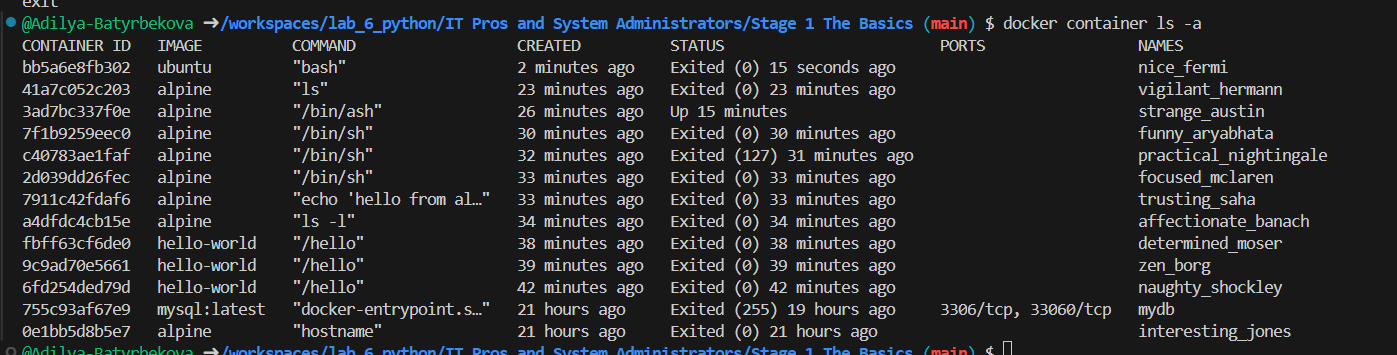 exit
@Adilya-Batyrbekova ➜/workspaces/lab_6_python/IT Pros and System Administrators/Stage 1 The Basics (main) $ docker container ls -a
CONTAINER ID   IMAGE          COMMAND                  CREATED          STATUS                        PORTS                 NAMES
bb5a6e8fb302   ubuntu         "bash"                   2 minutes ago    Exited (0) 15 seconds ago                           nice_fermi
41a7c052c203   alpine         "ls"                     23 minutes ago   Exited (0) 23 minutes ago                           vigilant_hermann
3ad7bc337f0e   alpine         "/bin/ash"               26 minutes ago   Up 15 minutes                                       strange_austin
7f1b9259eec0   alpine         "/bin/sh"                30 minutes ago   Exited (0) 30 minutes ago                           funny_aryabhata
c40783ae1faf   alpine         "/bin/sh"                32 minutes ago   Exited (127) 31 minutes ago                         practical_nightingale
2d039dd26fec   alpine         "/bin/sh"                33 minutes ago   Exited (0) 33 minutes ago                           focused_mclaren
7911c42fdaf6   alpine         "echo 'hello from al…"   33 minutes ago   Exited (0) 33 minutes ago                           trusting_saha
a4dfdc4cb15e   alpine         "ls -l"                  34 minutes ago   Exited (0) 34 minutes ago                           affectionate_banach
fbff63cf6de0   hello-world    "/hello"                 38 minutes ago   Exited (0) 38 minutes ago                           determined_moser
9c9ad70e5661   hello-world    "/hello"                 39 minutes ago   Exited (0) 39 minutes ago                           zen_borg
6fd254ded79d   hello-world    "/hello"                 42 minutes ago   Exited (0) 42 minutes ago                           naughty_shockley
755c93af67e9   mysql:latest   "docker-entrypoint.s…"   21 hours ago     Exited (255) 19 hours ago     3306/tcp, 33060/tcp   mydb
0e1bb5d8b5e7   alpine         "hostname"               21 hours ago     Exited (0) 21 hours ago                             interesting_jones
@Adilya-Batyrbekova ➜/workspaces/lab_6_python/IT Pros and System Administrators/Stage 1 The Basics (main) $